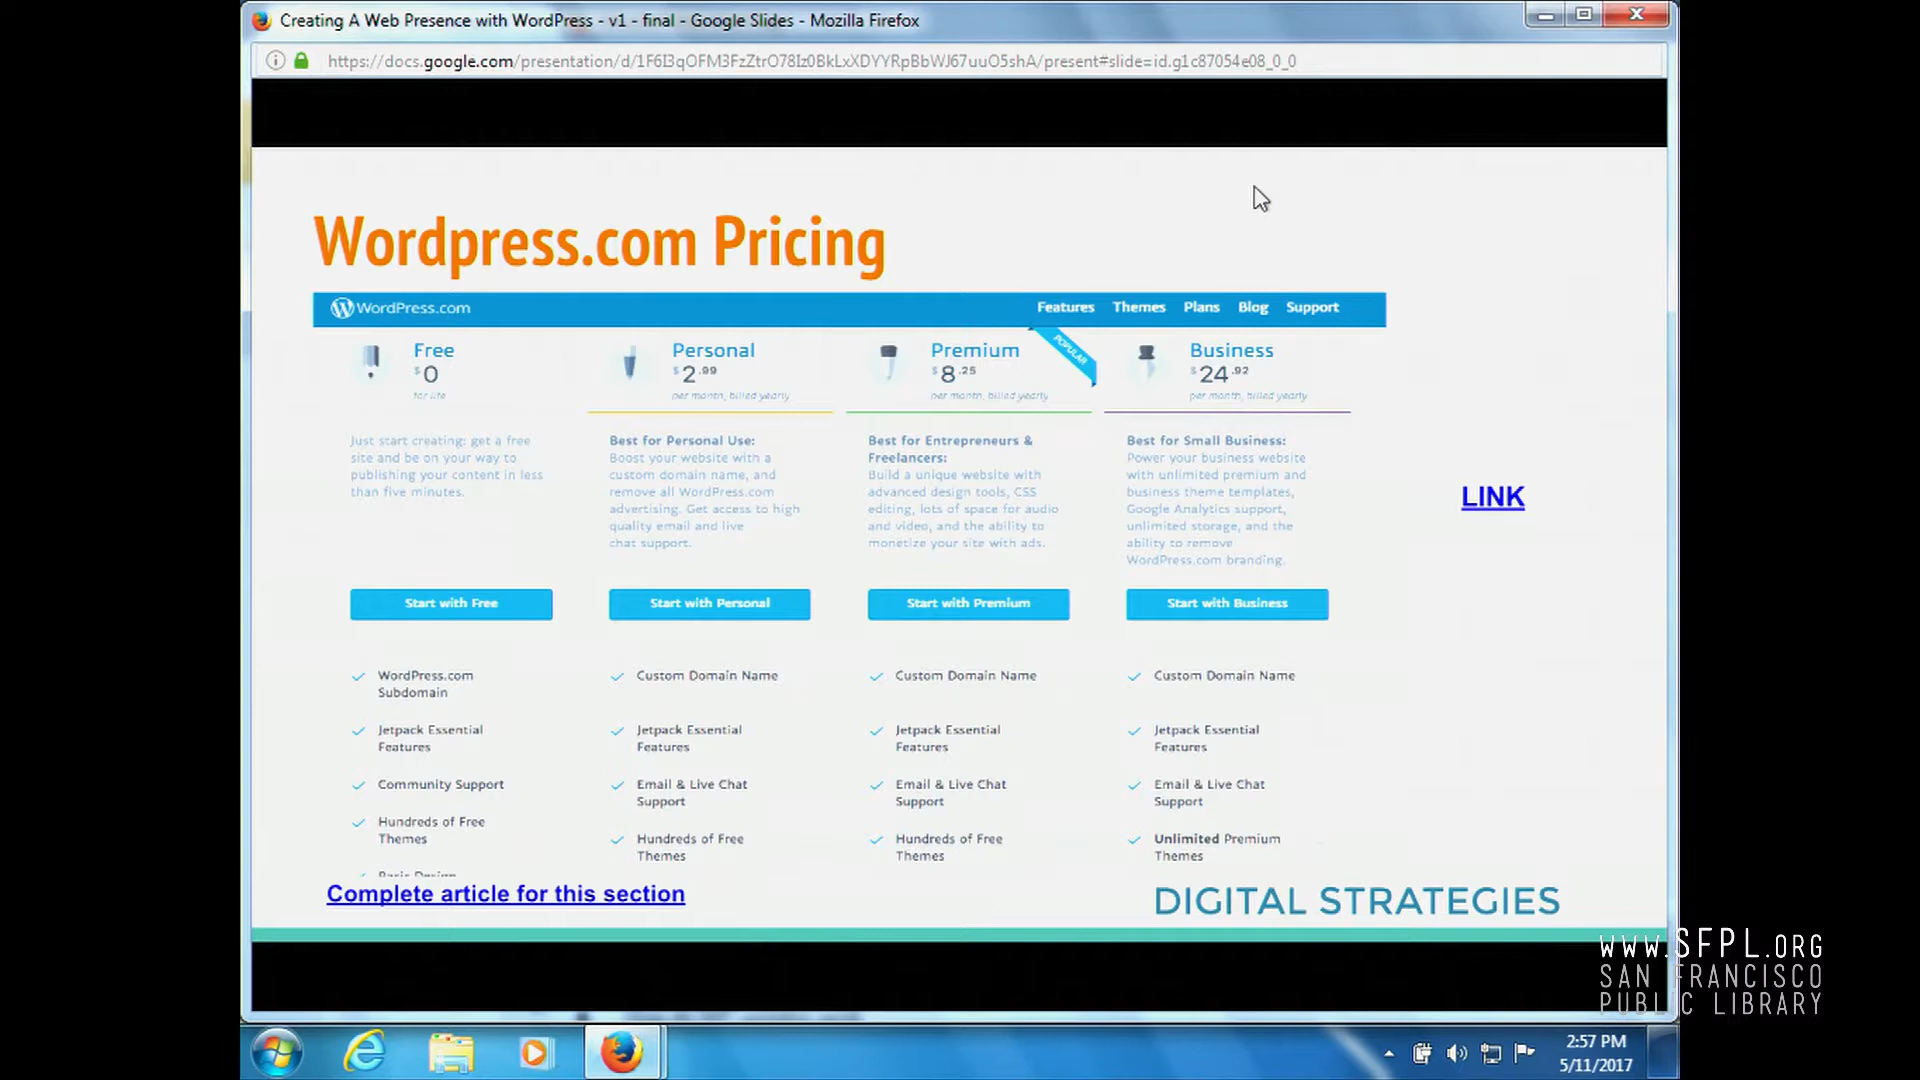 Creating A Web Presence with WordPress - v1 - final - Google Slides - Mozilla Firefox
https://docs.google.com/presentation/d/1F6I3qOFM3FzZtrO78Iz0BkLxXDYYRpBbWJ67uuO5shA/present#slide=id.g1c87054e08_0_0
Wordpress.com Pricing
WordPress.com Features Themes Plans Blog Support
Free
$0
for life
Just start creating: get a free
site and be on your way to
publishing your content in less
than five minutes.
Start with Free
WordPress.com
Subdomain
Jetpack Essential
Features
Community Support
Hundreds of Free
Themes
Basic Design
Personal
$2.99
per month, billed yearly
Best for Personal Use:
Boost your website with a
custom domain name, and
remove all WordPress.com
advertising. Get access to high
quality email and live
chat support.
Start with Personal
Custom Domain Name
Jetpack Essential
Features
Email & Live Chat
Support
Hundreds of Free
Themes
Premium
$8.25
per month, billed yearly
POPULAR
Best for Entrepreneurs &
Freelancers:
Build a unique website with
advanced design tools, CSS
editing, lots of space for audio
and video, and the ability to
monetize your site with ads.
Start with Premium
Custom Domain Name
Jetpack Essential
Features
Email & Live Chat
Support
Hundreds of Free
Themes
Business
$24.92
per month, billed yearly
Best for Small Business:
Power your business website
with unlimited premium and
business theme templates,
Google Analytics support,
unlimited storage, and the
ability to remove
WordPress.com branding.
Start with Business
Custom Domain Name
Jetpack Essential
Features
Email & Live Chat
Support
Unlimited Premium
Themes
LINK
Complete article for this section
DIGITAL STRATEGIES
WWW.SFPL.ORG
SAN FRANCISCO
PUBLIC LIBRARY
2:57 PM
5/11/2017